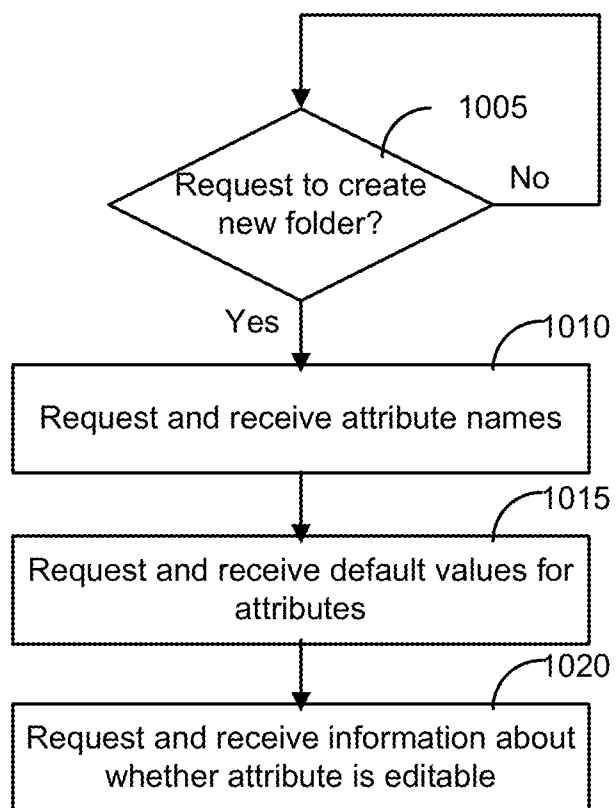 1005
Request to create
new folder?
No
Yes
1010
Request and receive attribute names
1015
Request and receive default values for
attributes
1020
Request and receive information about
whether attribute is editable